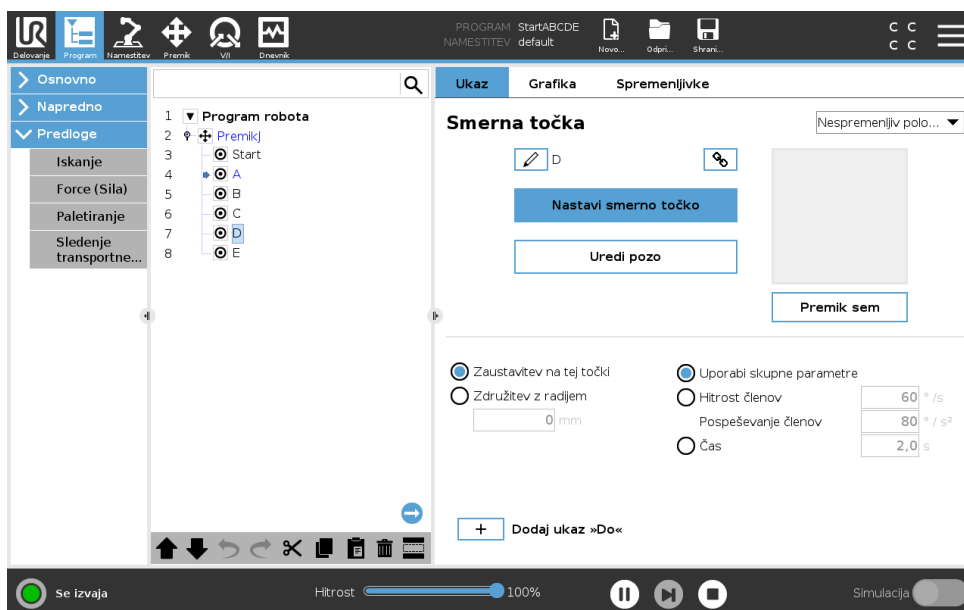 UR
PROGRAM StartABCDE
NAMESTITEV default
Delovanje Program Namestitev Premik V/I Dnevnik Novo... Odpri... Shrani...
C C
C C
Osnovno
Napredno
Predloge
Iskanje
Force (Sila)
Paletiranje
Sledenje
transportne...
1 Program robota
2 PremikJ
3 Start
4 A
5 B
6 C
7 D
8 E
Ukaz Grafika Spremenljivke
Smerna točka
Nespremenljiv polo...
D
Nastavi smerno točko
Uredi pozo
Premik sem
Zaustavitev na tej točki
Združitev z radijem
0 mm
Uporabi skupne parametre
Hitrost členov 60 ° /s
Pospeševanje členov 80 ° / s²
Čas 2,0 s
+ Dodaj ukaz »Do«
Se izvaja
Hitrost 100%
Simulacija